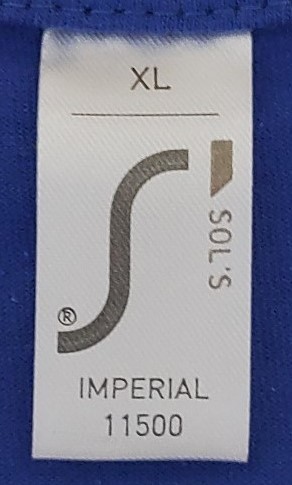 XL
SOL'S
®
IMPERIAL
11500